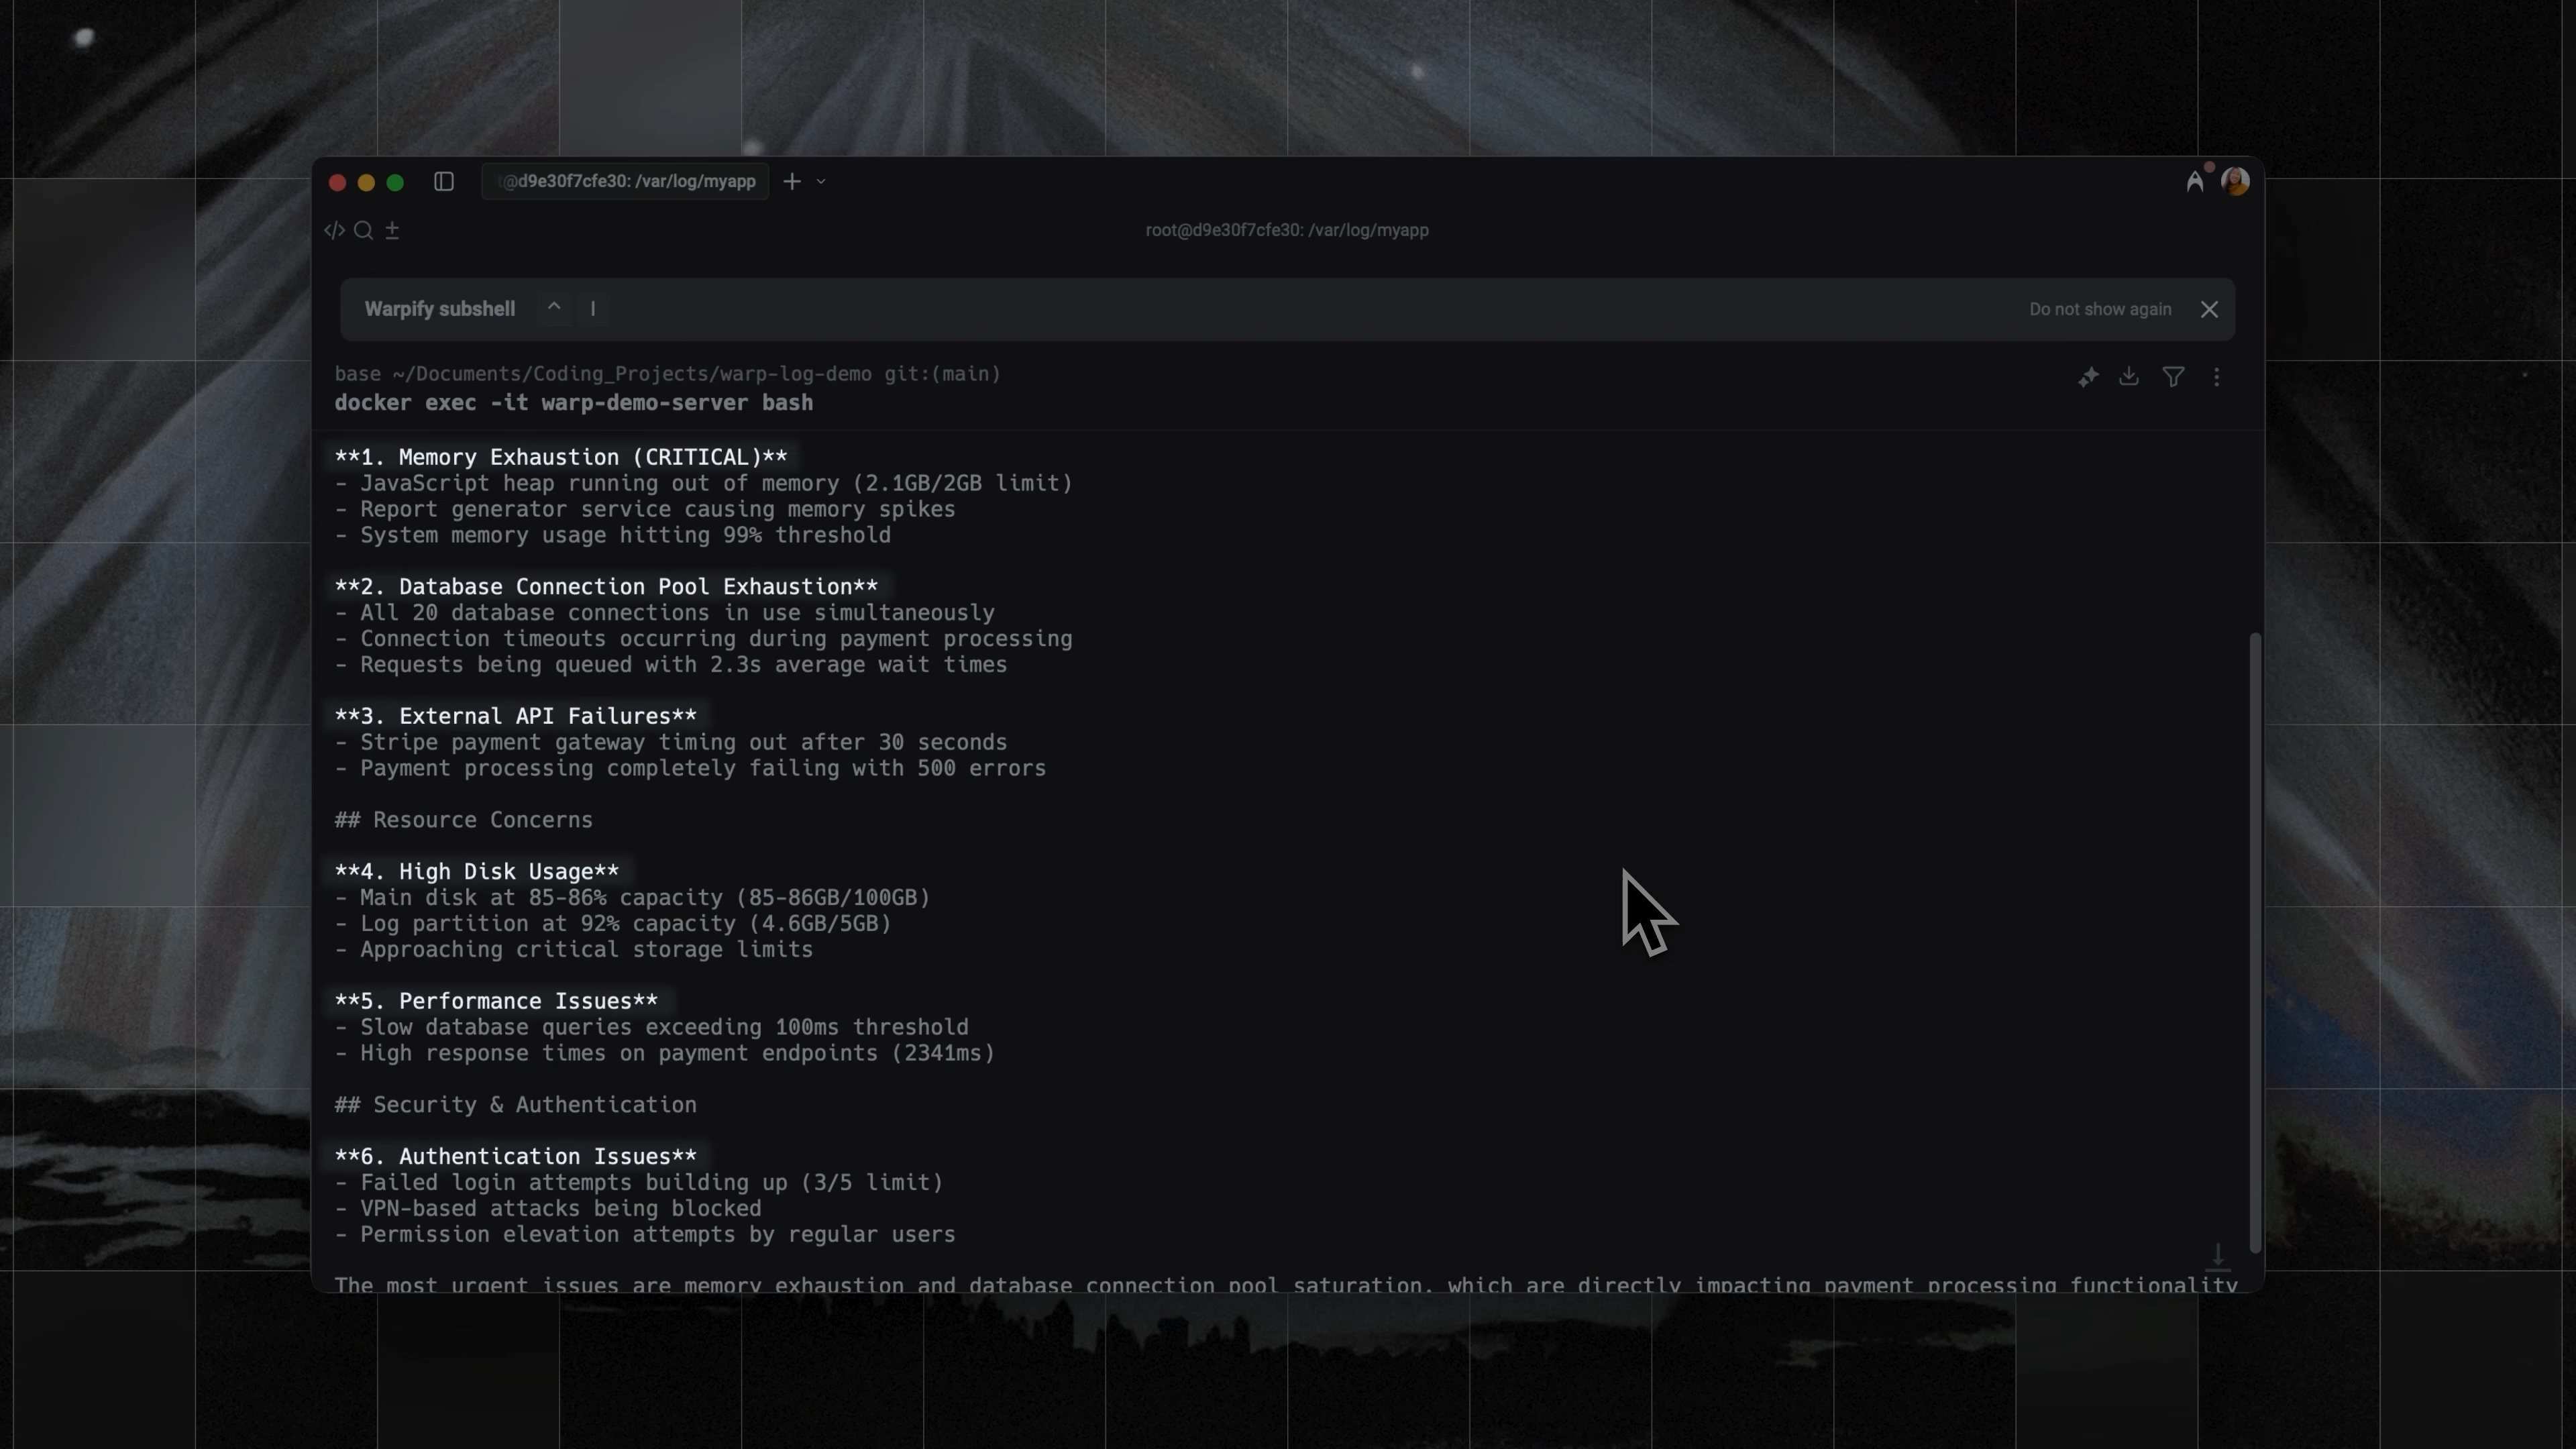 @d9e30f7cfe30: /var/log/myapp
root@d9e30f7cfe30: /var/log/myapp
Warpify subshell ^ I
Do not show again
base ~/Documents/Coding_Projects/warp-log-demo git:(main)
docker exec -it warp-demo-server bash
**1. Memory Exhaustion (CRITICAL)**
- JavaScript heap running out of memory (2.1GB/2GB limit)
- Report generator service causing memory spikes
- System memory usage hitting 99% threshold
**2. Database Connection Pool Exhaustion**
- All 20 database connections in use simultaneously
- Connection timeouts occurring during payment processing
- Requests being queued with 2.3s average wait times
**3. External API Failures**
- Stripe payment gateway timing out after 30 seconds
- Payment processing completely failing with 500 errors
## Resource Concerns
**4. High Disk Usage**
- Main disk at 85-86% capacity (85-86GB/100GB)
- Log partition at 92% capacity (4.6GB/5GB)
- Approaching critical storage limits
**5. Performance Issues**
- Slow database queries exceeding 100ms threshold
- High response times on payment endpoints (2341ms)
## Security & Authentication
**6. Authentication Issues**
- Failed login attempts building up (3/5 limit)
- VPN-based attacks being blocked
- Permission elevation attempts by regular users
The most urgent issues are memory exhaustion and database connection pool saturation, which are directly impacting payment processing functionality